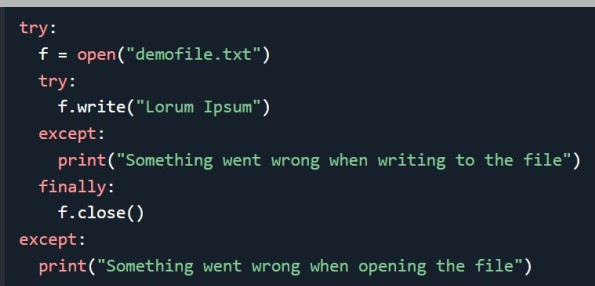 try:
  f = open("demofile.txt")
  try:
    f.write("Lorum Ipsum")
  except:
    print("Something went wrong when writing to the file")
  finally:
    f.close()
except:
  print("Something went wrong when opening the file")